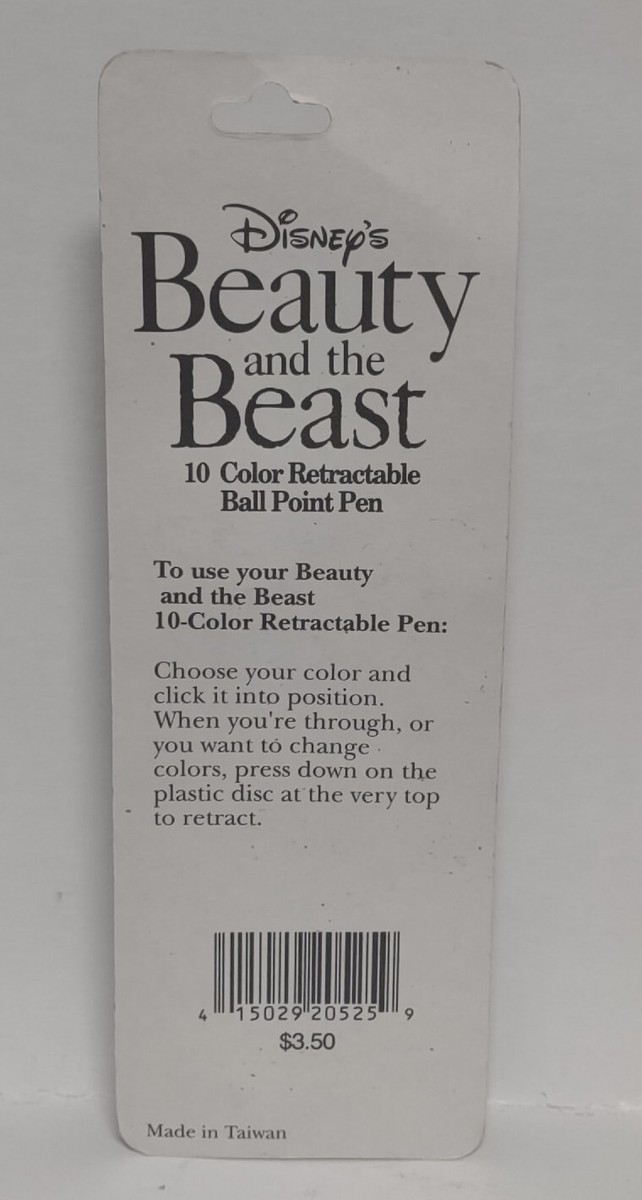 Disney's
Beauty
and the
Beast
10 Color Retractable
Ball Point Pen
To use your Beauty
and the Beast
10-Color Retractable Pen:
Choose your color and
click it into position.
When you're through, or
you want to change
colors, press down on the
plastic disc at the very top
to retract.
4 15029 20525 9
$3.50
Made in Taiwan